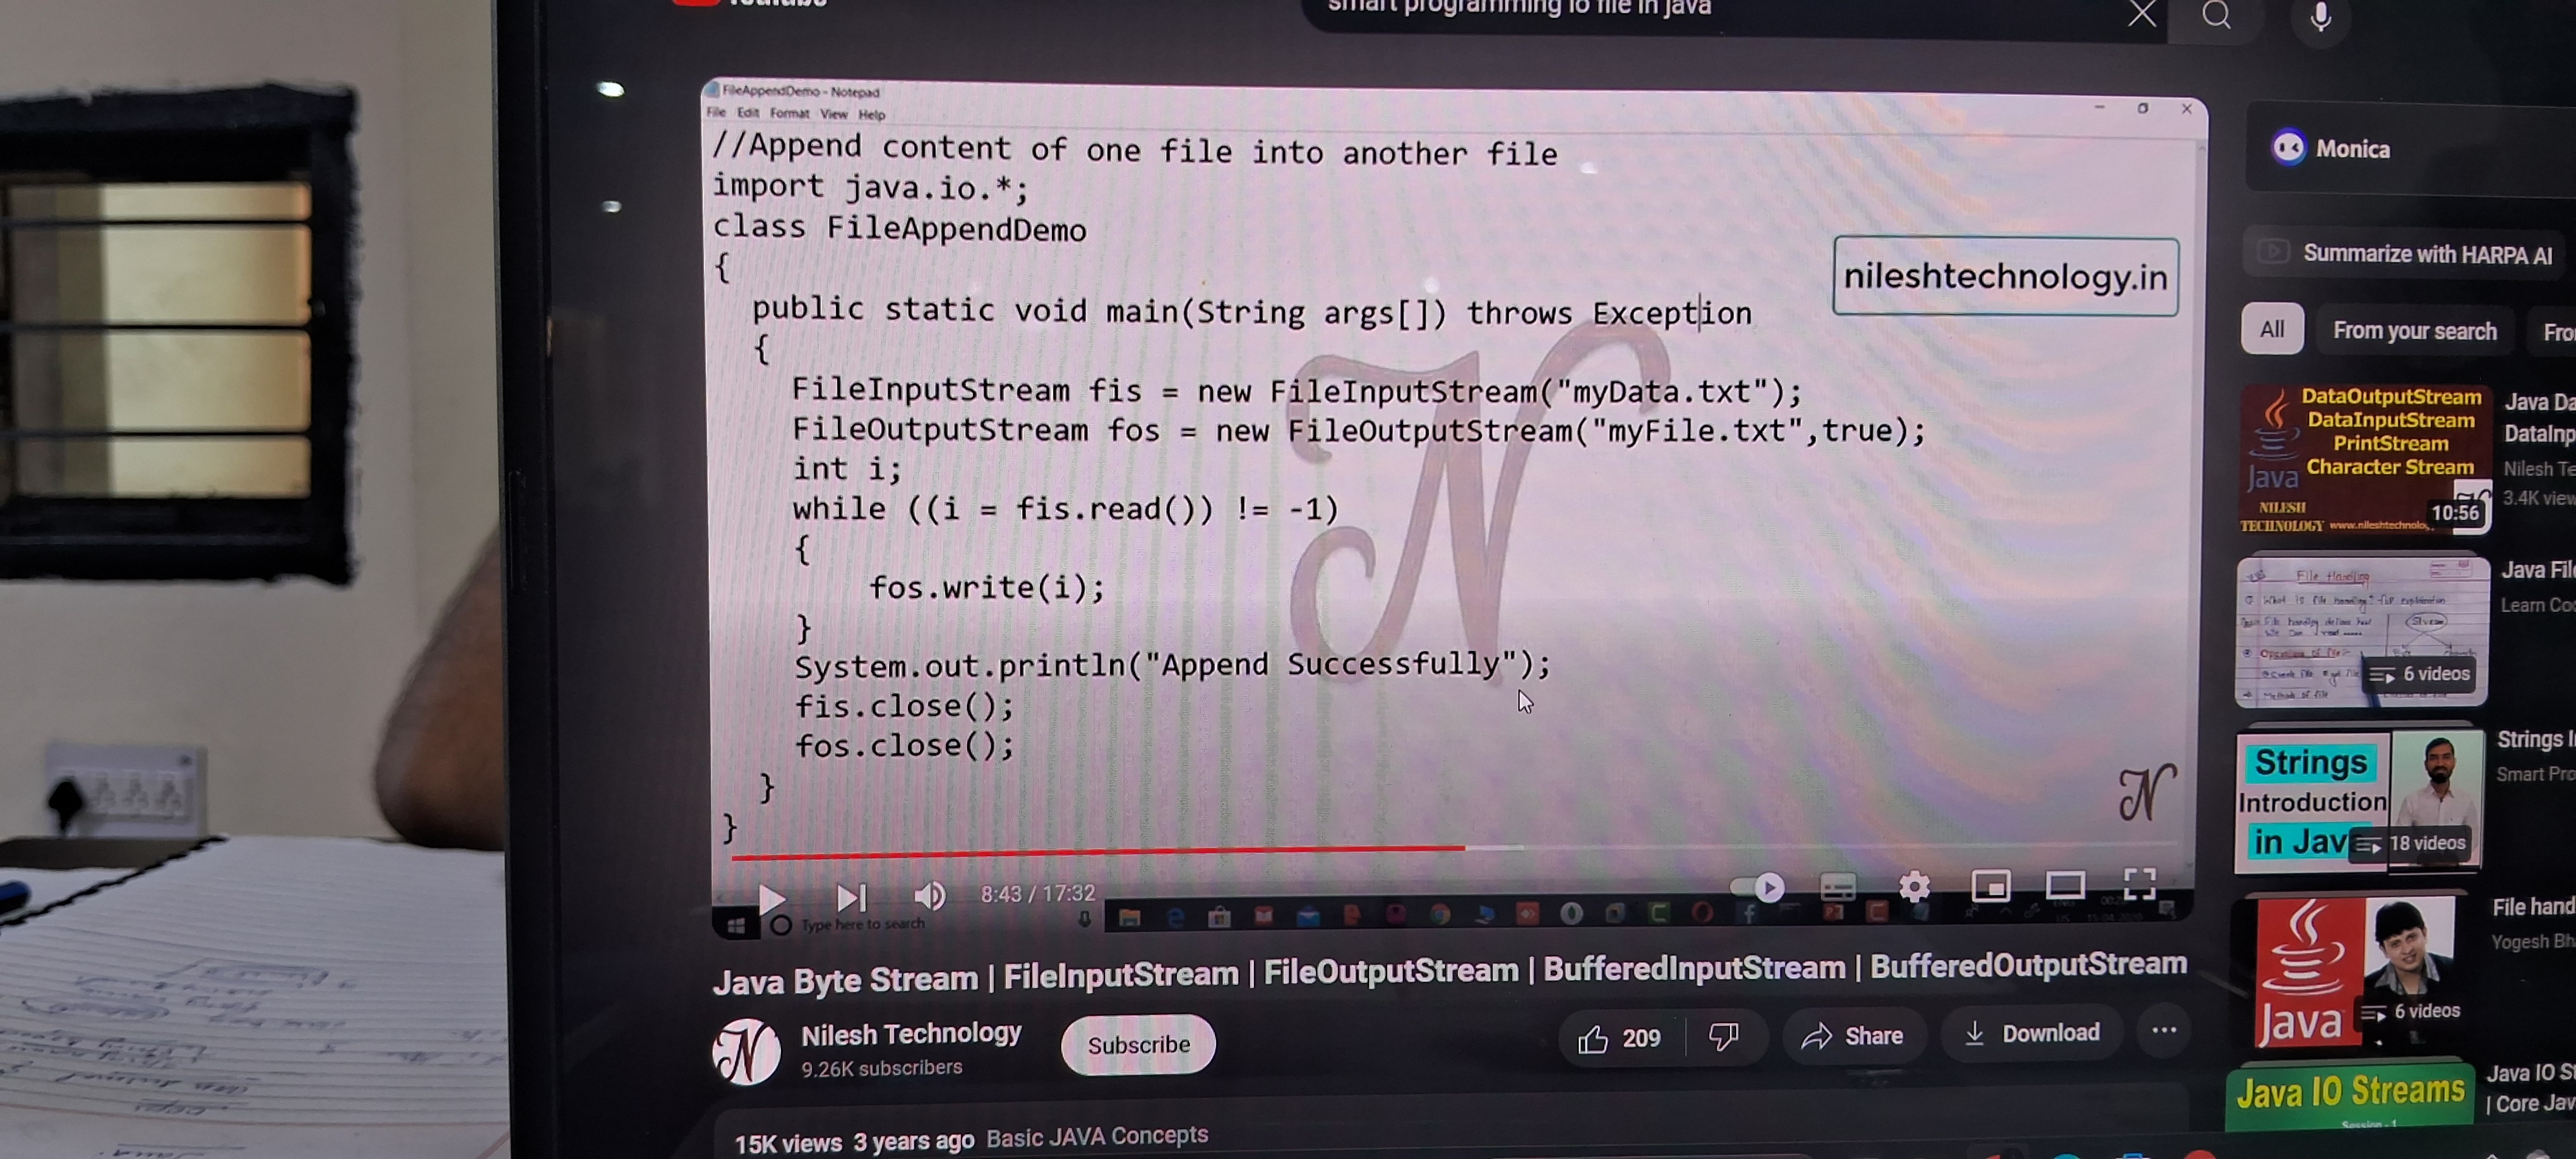 smart programming io file in java
FileAppendDemo - Notepad
File Edit Format View Help
//Append content of one file into another file
import java.io.*;
class FileAppendDemo
{
public static void main(String args[]) throws Exception
{
FileInputStream fis = new FileInputStream("myData.txt");
FileOutputStream fos = new FileOutputStream("myFile.txt",true);
int i;
while ((i = fis.read()) != -1)
{
fos.write(i);
}
System.out.println("Append Successfully");
fis.close();
fos.close();
}
}
nileshtechnology.in
N
N
8:43 / 17:32
Type here to search
Java Byte Stream | FileInputStream | FileOutputStream | BufferedInputStream | BufferedOutputStream
Nilesh Technology
9.26K subscribers
Subscribe
209
Share
Download
15K views 3 years ago Basic JAVA Concepts
Monica
Summarize with HARPA AI
All
From your search
DataOutputStream
DataInputStream
PrintStream
Character Stream
Java
NILESH
TECHNOLOGY
10:56
Java Da
DataInp
Nilesh Te
3.4K view
File Handling
6 videos
Java File
Learn Co
Strings
Introduction
in Jav
18 videos
Strings I
Smart Pro
Java
6 videos
File hand
Yogesh Bh
Java IO Streams
Session - 1
Java IO S
| Core Jav